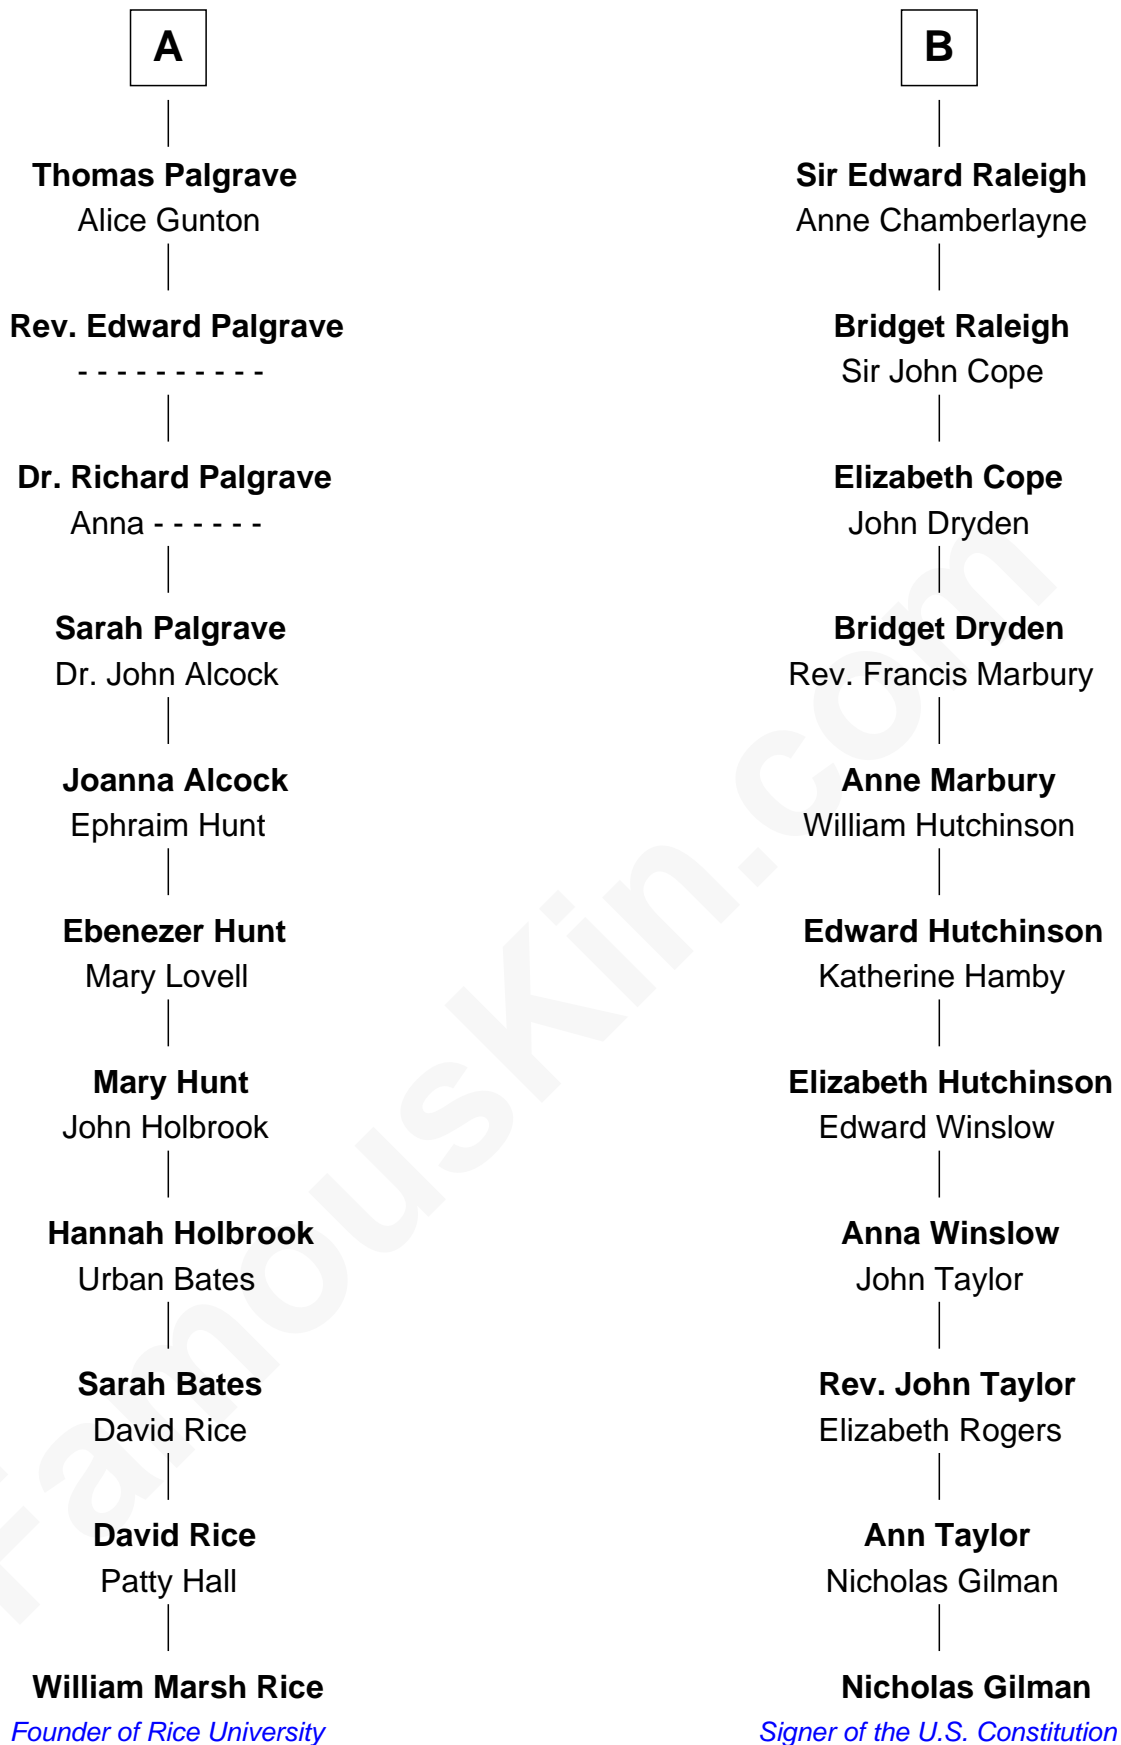 A
Thomas Palgrave
Alice Gunton
Rev. Edward Palgrave
- - - - - - - - - -
Dr. Richard Palgrave
Anna - - - - - -
Sarah Palgrave
Dr. John Alcock
Joanna Alcock
Ephraim Hunt
Ebenezer Hunt
Mary Lovell
Mary Hunt
John Holbrook
Hannah Holbrook
Urban Bates
Sarah Bates
David Rice
David Rice
Patty Hall
William Marsh Rice
Founder of Rice University
B
Sir Edward Raleigh
Anne Chamberlayne
Bridget Raleigh
Sir John Cope
Elizabeth Cope
John Dryden
Bridget Dryden
Rev. Francis Marbury
Anne Marbury
William Hutchinson
Edward Hutchinson
Katherine Hamby
Elizabeth Hutchinson
Edward Winslow
Anna Winslow
John Taylor
Rev. John Taylor
Elizabeth Rogers
Ann Taylor
Nicholas Gilman
Nicholas Gilman
Signer of the U.S. Constitution
FamousKin.com